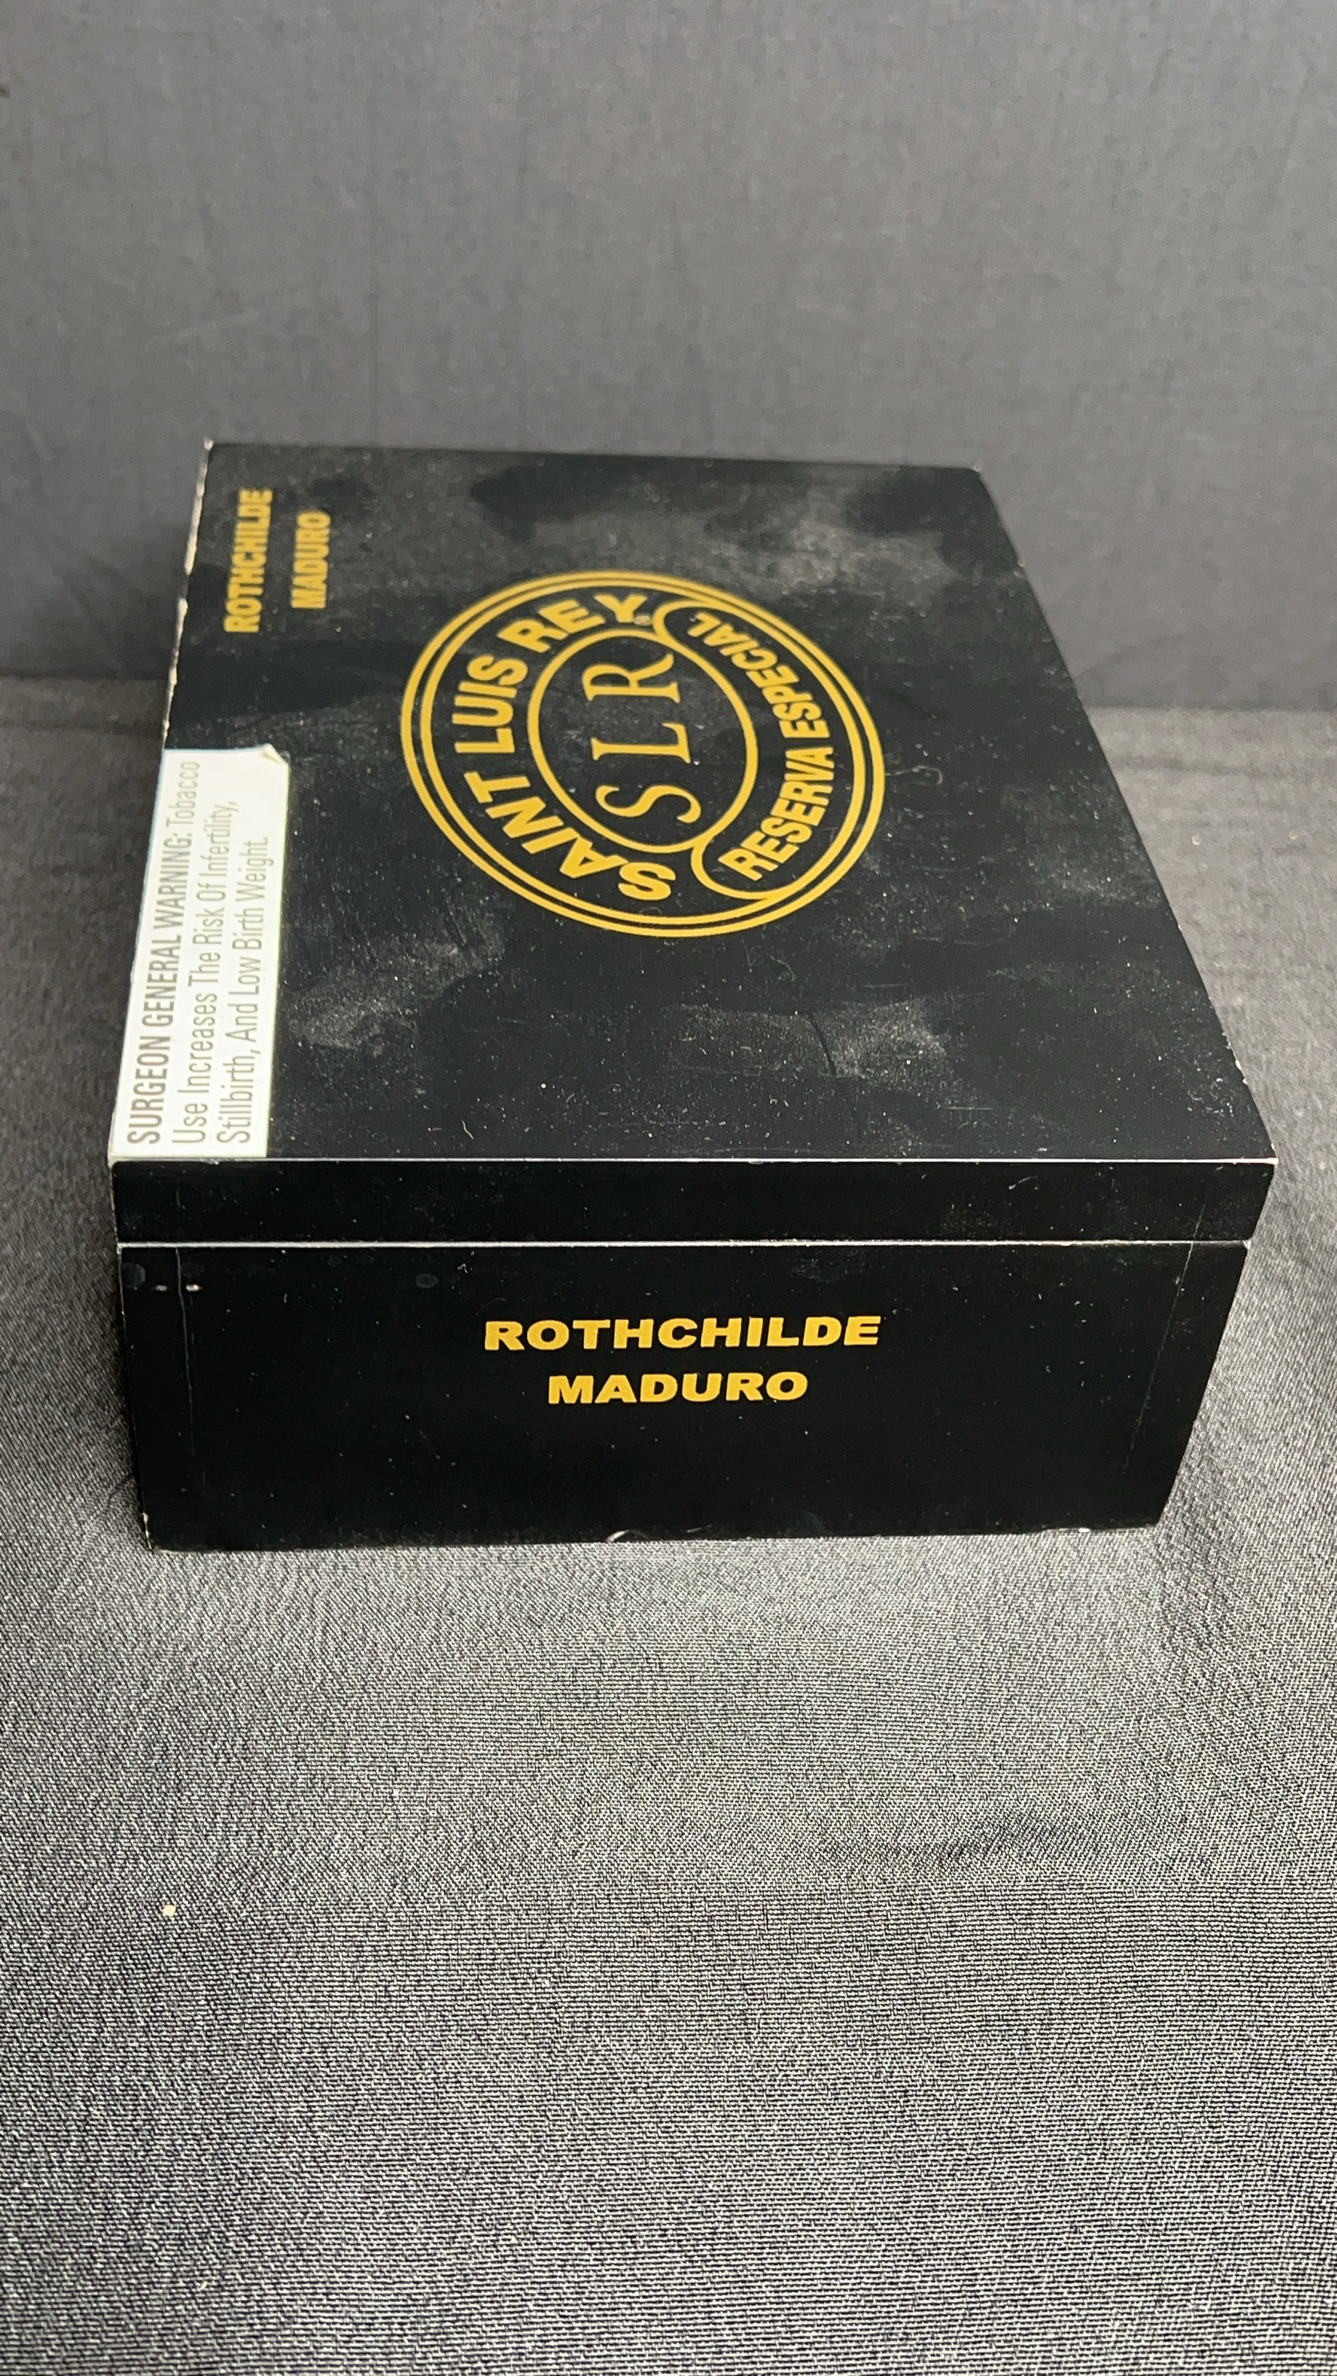 ROTHCHILDE
MADURO
SAINT LUIS REY®
SLR
RESERVA ESPECIAL
SURGEON GENERAL WARNING: Tobacco
Use Increases The Risk Of Infertility,
Stillbirth, And Low Birth Weight.
ROTHCHILDE
MADURO